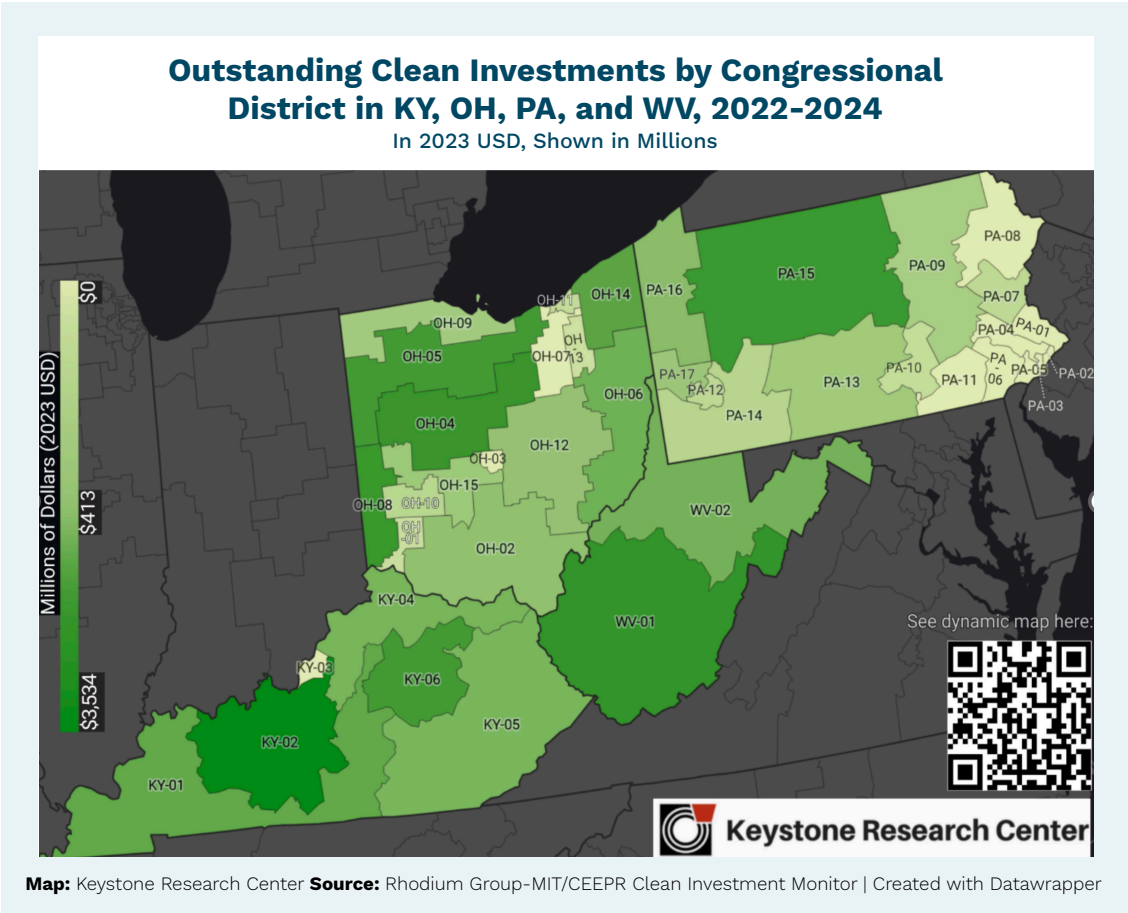 Outstanding Clean Investments by Congressional
District in KY, OH, PA, and WV, 2022-2024
In 2023 USD, Shown in Millions
Millions of Dollars (2023 USD)
$0
$413
$3,534
PA-08
PA-15
PA-09
OH-11
OH-14
PA-16
PA-07
OH-09
PA-04
PA-01
OH
-
13
OH-05
OH-07
PA
-
06
PA-05
PA-02
PA-17
PA-10
PA-11
PA-13
PA-12
OH-06
PA-03
PA-14
OH-04
OH-12
OH-03
OH-15
OH-08
OH-10
WV-02
OH
-01
OH-02
KY-04
WV-01
See dynamic map here:
KY-03
KY-06
KY-05
KY-02
KY-01
Keystone Research Center
Map: Keystone Research Center Source: Rhodium Group-MIT/CEEPR Clean Investment Monitor | Created with Datawrapper